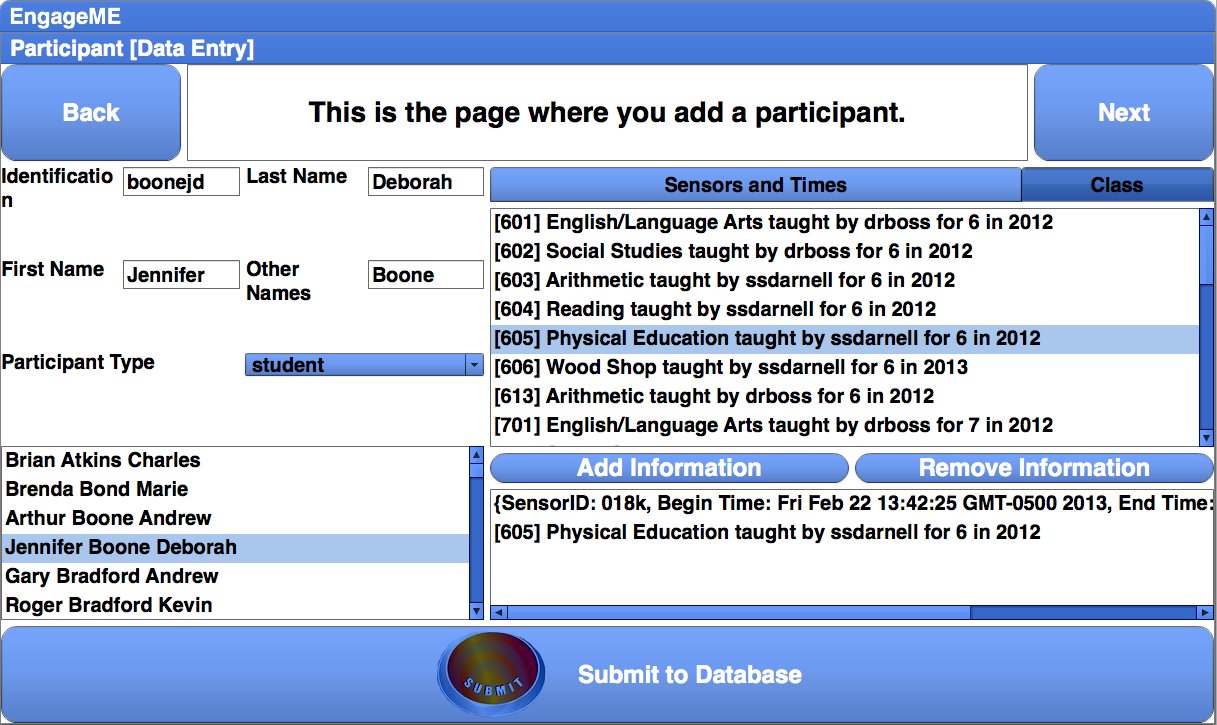 EngageME
Participant [Data Entry]
Back
This is the page where you add a participant.
Next
Identificatio
n
boonejd
Last Name
Deborah
First Name
Jennifer
Other
Names
Boone
Participant Type
student
Sensors and Times
Class
[601] English/Language Arts taught by drboss for 6 in 2012
[602] Social Studies taught by drboss for 6 in 2012
[603] Arithmetic taught by ssdarnell for 6 in 2012
[604] Reading taught by ssdarnell for 6 in 2012
[605] Physical Education taught by ssdarnell for 6 in 2012
[606] Wood Shop taught by ssdarnell for 6 in 2013
[613] Arithmetic taught by drboss for 6 in 2012
[701] English/Language Arts taught by drboss for 7 in 2012
Brian Atkins Charles
Brenda Bond Marie
Arthur Boone Andrew
Jennifer Boone Deborah
Gary Bradford Andrew
Roger Bradford Kevin
Add Information
Remove Information
{SensorID: 018k, Begin Time: Fri Feb 22 13:42:25 GMT-0500 2013, End Time:
[605] Physical Education taught by ssdarnell for 6 in 2012
SUBMIT
Submit to Database